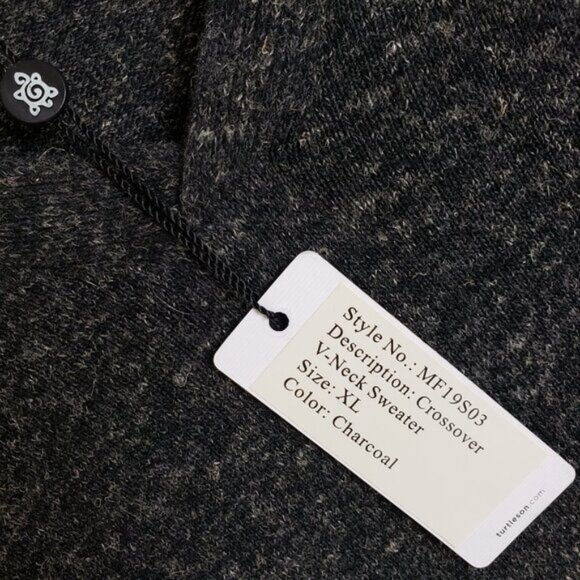 Style No.: MF19S03
Description: Crossover
V-Neck Sweater
Size: XL
Color: Charcoal
turtleson.com